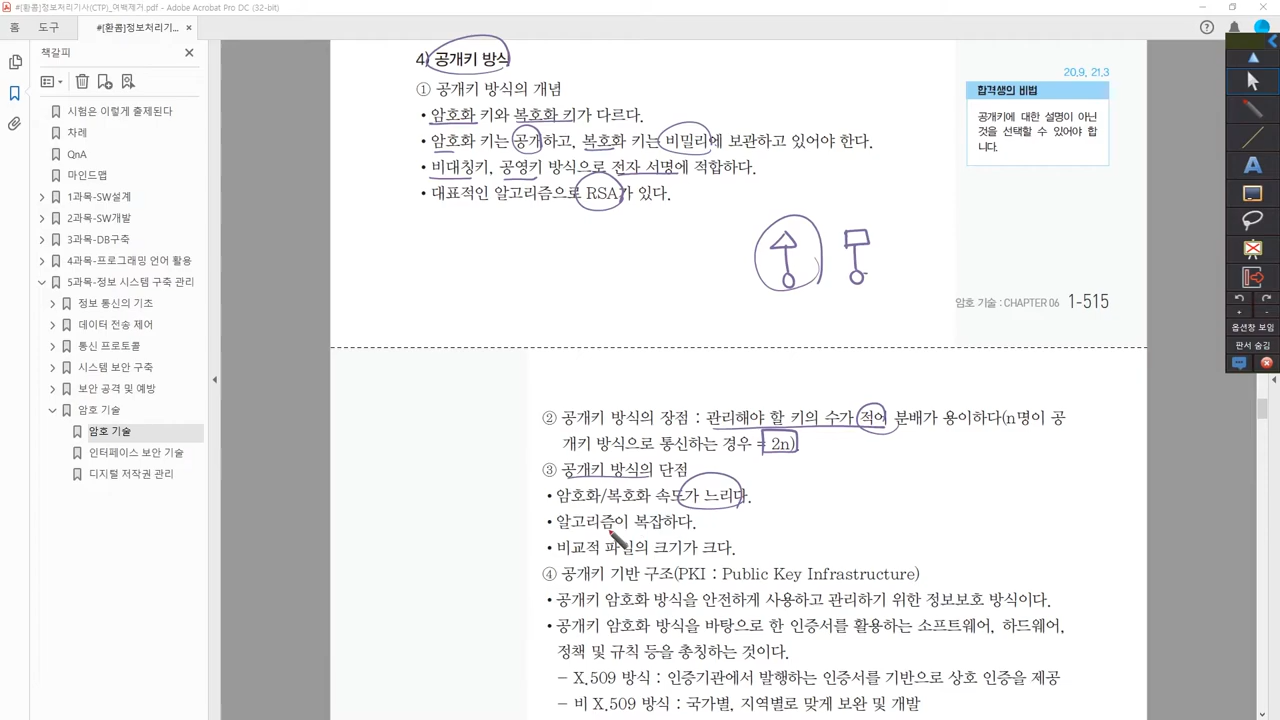 #[환콤]정보처리기사(CTP)_여백제거.pdf - Adobe Acrobat Pro DC (32-bit)
홈 도구 #[환콤]정보처리기...
책갈피
시험은 이렇게 출제된다
차례
QnA
마인드맵
1과목-SW설계
2과목-SW개발
3과목-DB구축
4과목-프로그래밍 언어 활용
5과목-정보 시스템 구축 관리
정보 통신의 기초
데이터 전송 제어
통신 프로토콜
시스템 보안 구축
보안 공격 및 예방
암호 기술
암호 기술
인터페이스 보안 기술
디지털 저작권 관리
4) 공개키 방식
① 공개키 방식의 개념
• 암호화 키와 복호화 키가 다르다.
• 암호화 키는 공개하고, 복호화 키는 비밀리에 보관하고 있어야 한다.
• 비대칭키, 공영키 방식으로 전자 서명에 적합하다.
• 대표적인 알고리즘으로 RSA가 있다.
20.9, 21.3
합격생의 비법
공개키에 대한 설명이 아닌
것을 선택할 수 있어야 합
니다.
암호 기술 : CHAPTER 06 1-515
② 공개키 방식의 장점 : 관리해야 할 키의 수가 적어 분배가 용이하다(n명이 공
개키 방식으로 통신하는 경우 = 2n).
③ 공개키 방식의 단점
• 암호화/복호화 속도가 느리다.
• 알고리즘이 복잡하다.
• 비교적 파일의 크기가 크다.
④ 공개키 기반 구조(PKI : Public Key Infrastructure)
• 공개키 암호화 방식을 안전하게 사용하고 관리하기 위한 정보보호 방식이다.
• 공개키 암호화 방식을 바탕으로 한 인증서를 활용하는 소프트웨어, 하드웨어,
정책 및 규칙 등을 총칭하는 것이다.
– X.509 방식 : 인증기관에서 발행하는 인증서를 기반으로 상호 인증을 제공
– 비 X.509 방식 : 국가별, 지역별로 맞게 보완 및 개발
A
옵션창 보임
판서 숨김